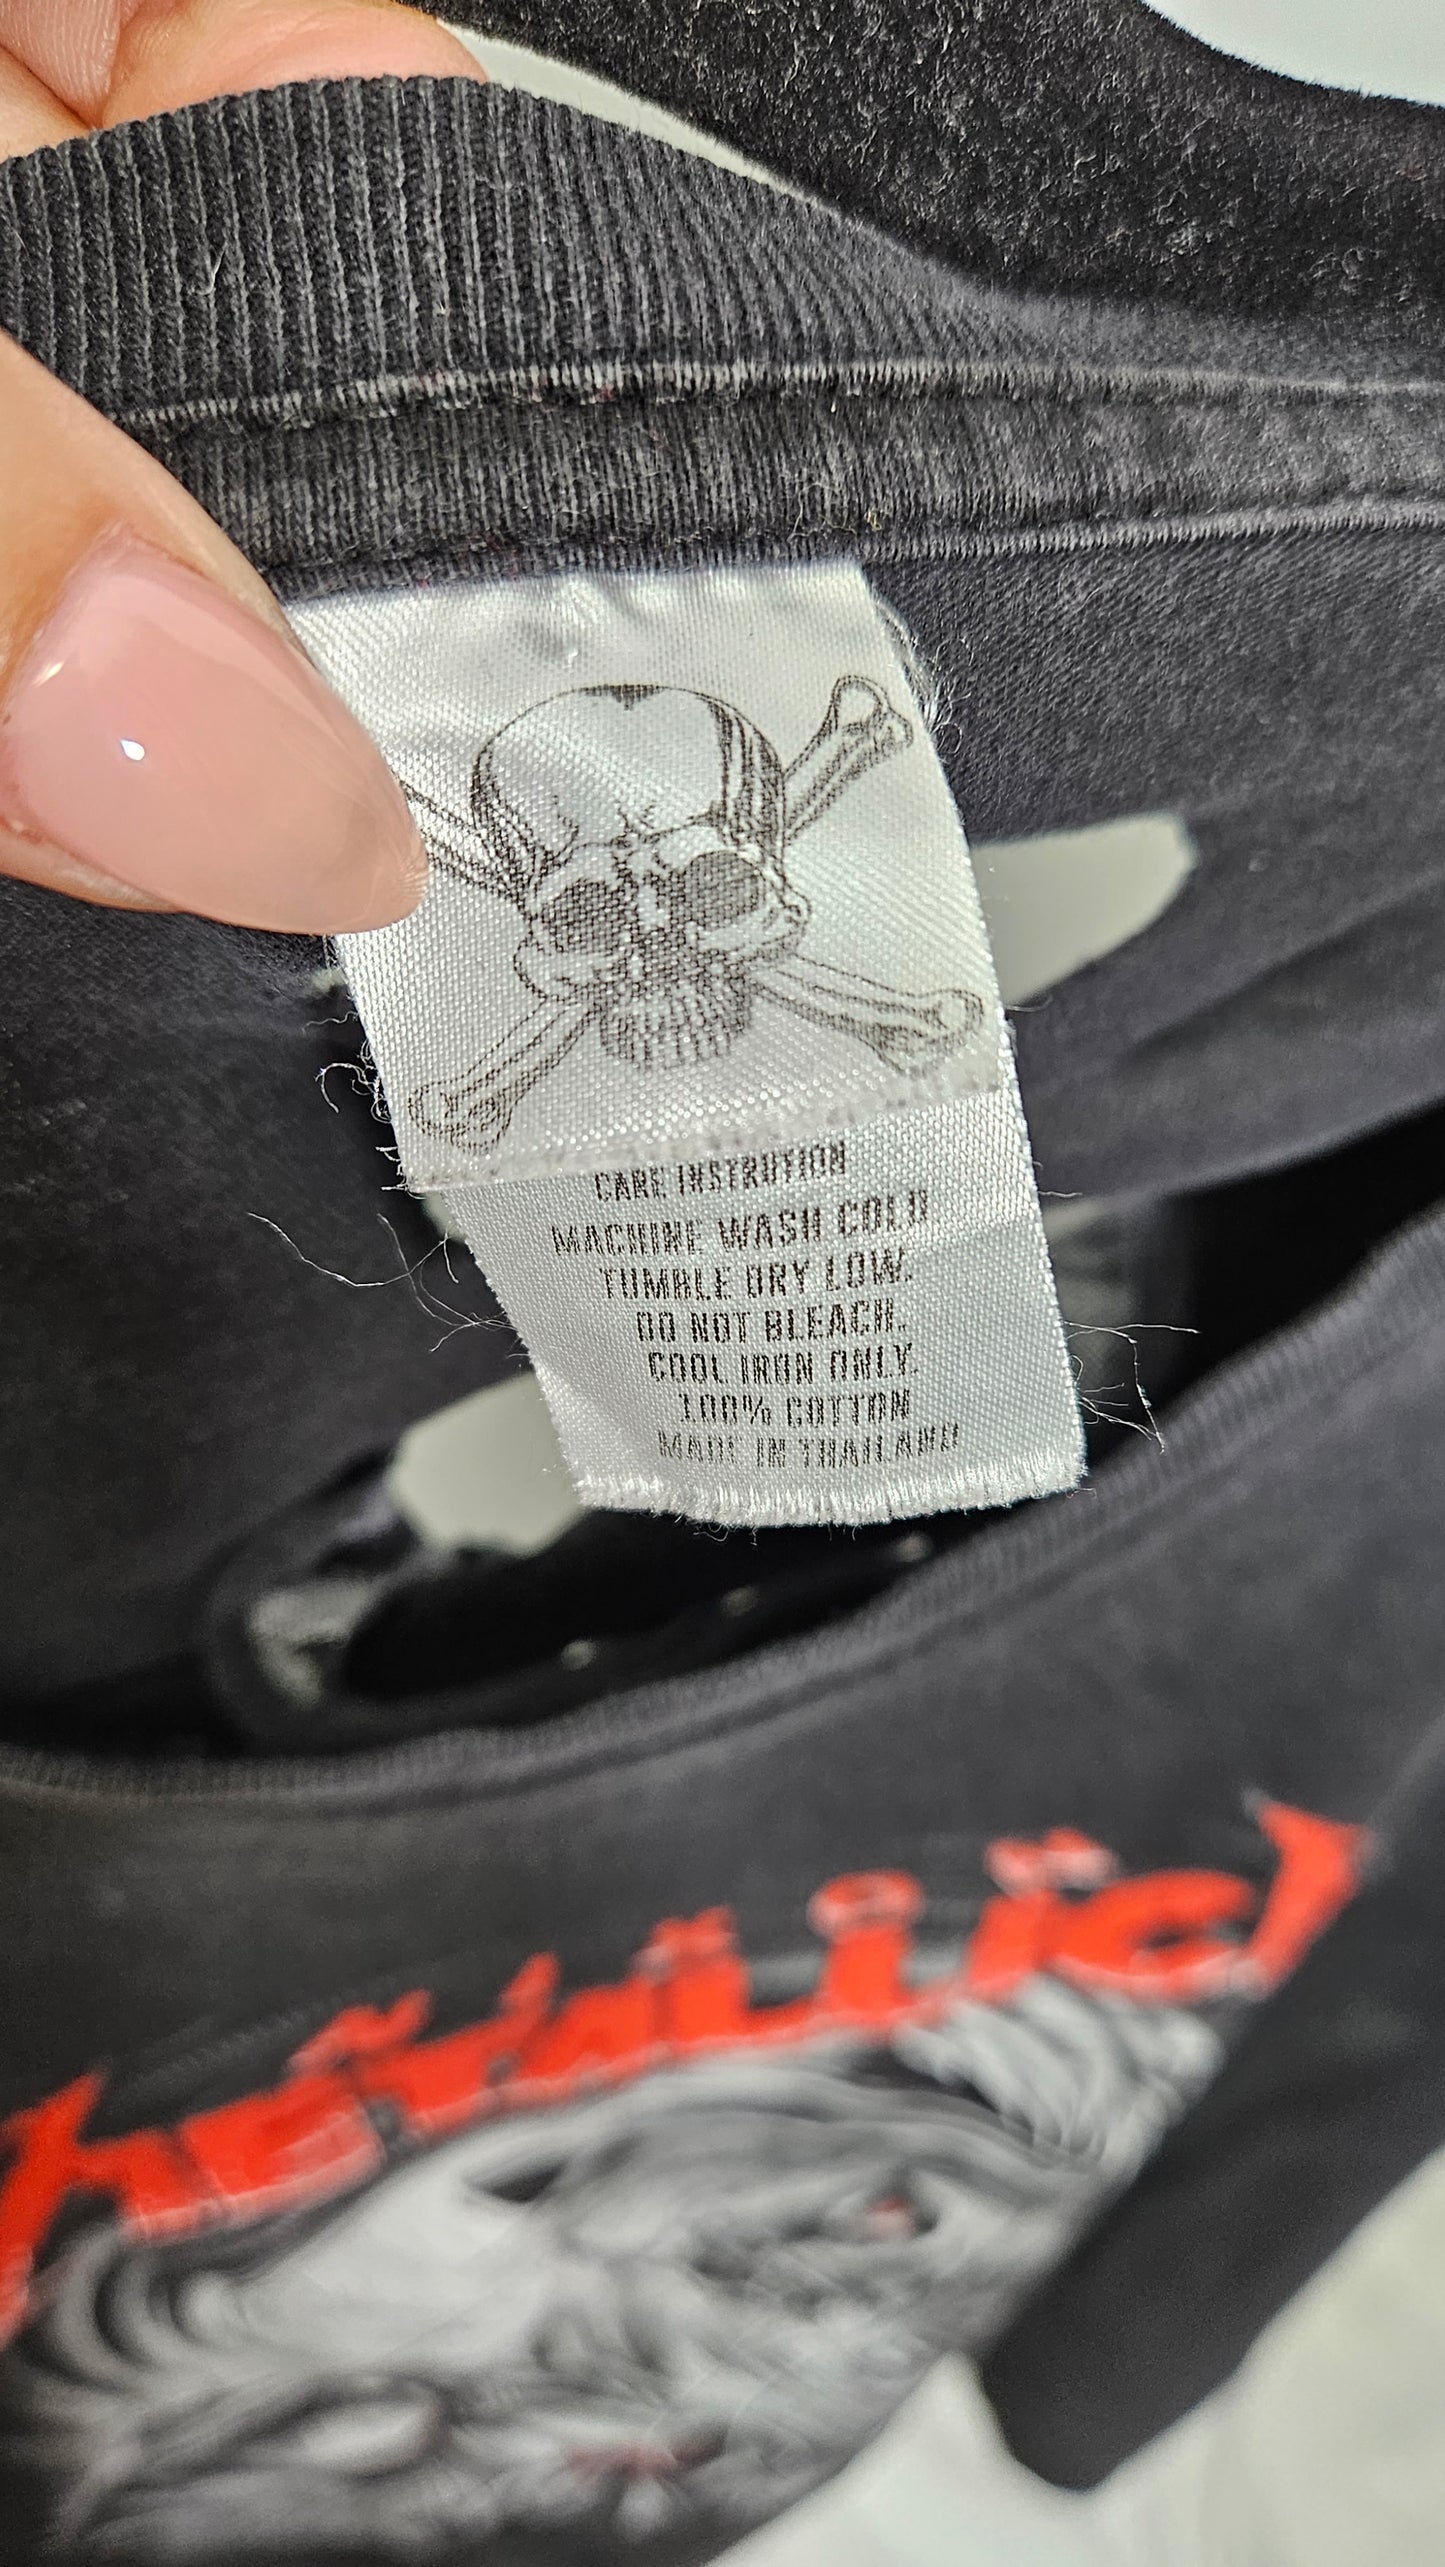 CARE INSTRUTION
MACHINE WASH COLD
TUMBLE DRY LOW.
DO NOT BLEACH.
COOL IRON ONLY.
100% COTTON
MADE IN THAILAND